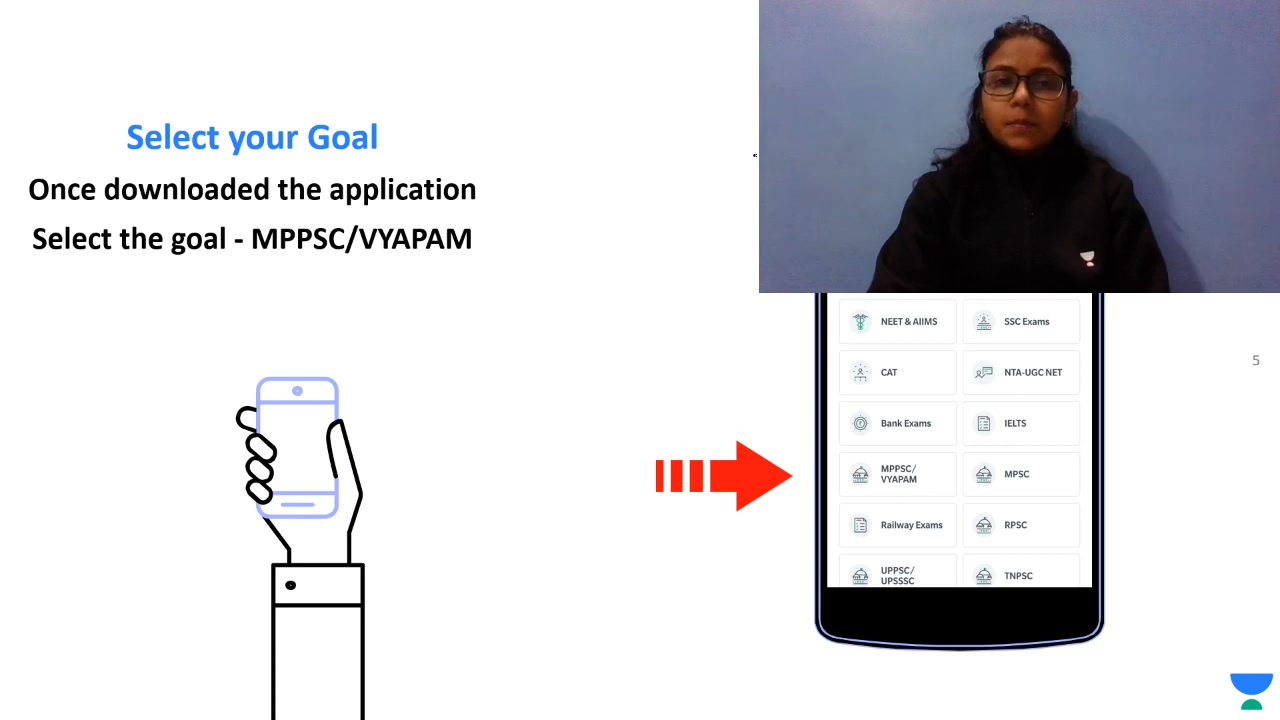 Select your Goal
Once downloaded the application
Select the goal - MPPSC/VYAPAM
NEET & AIIMS
SSC Exams
CAT
NTA-UGC NET
Bank Exams
IELTS
MPPSC/
VYAPAM
MPSC
Railway Exams
RPSC
UPPSC/
UPSSSC
TNPSC
5